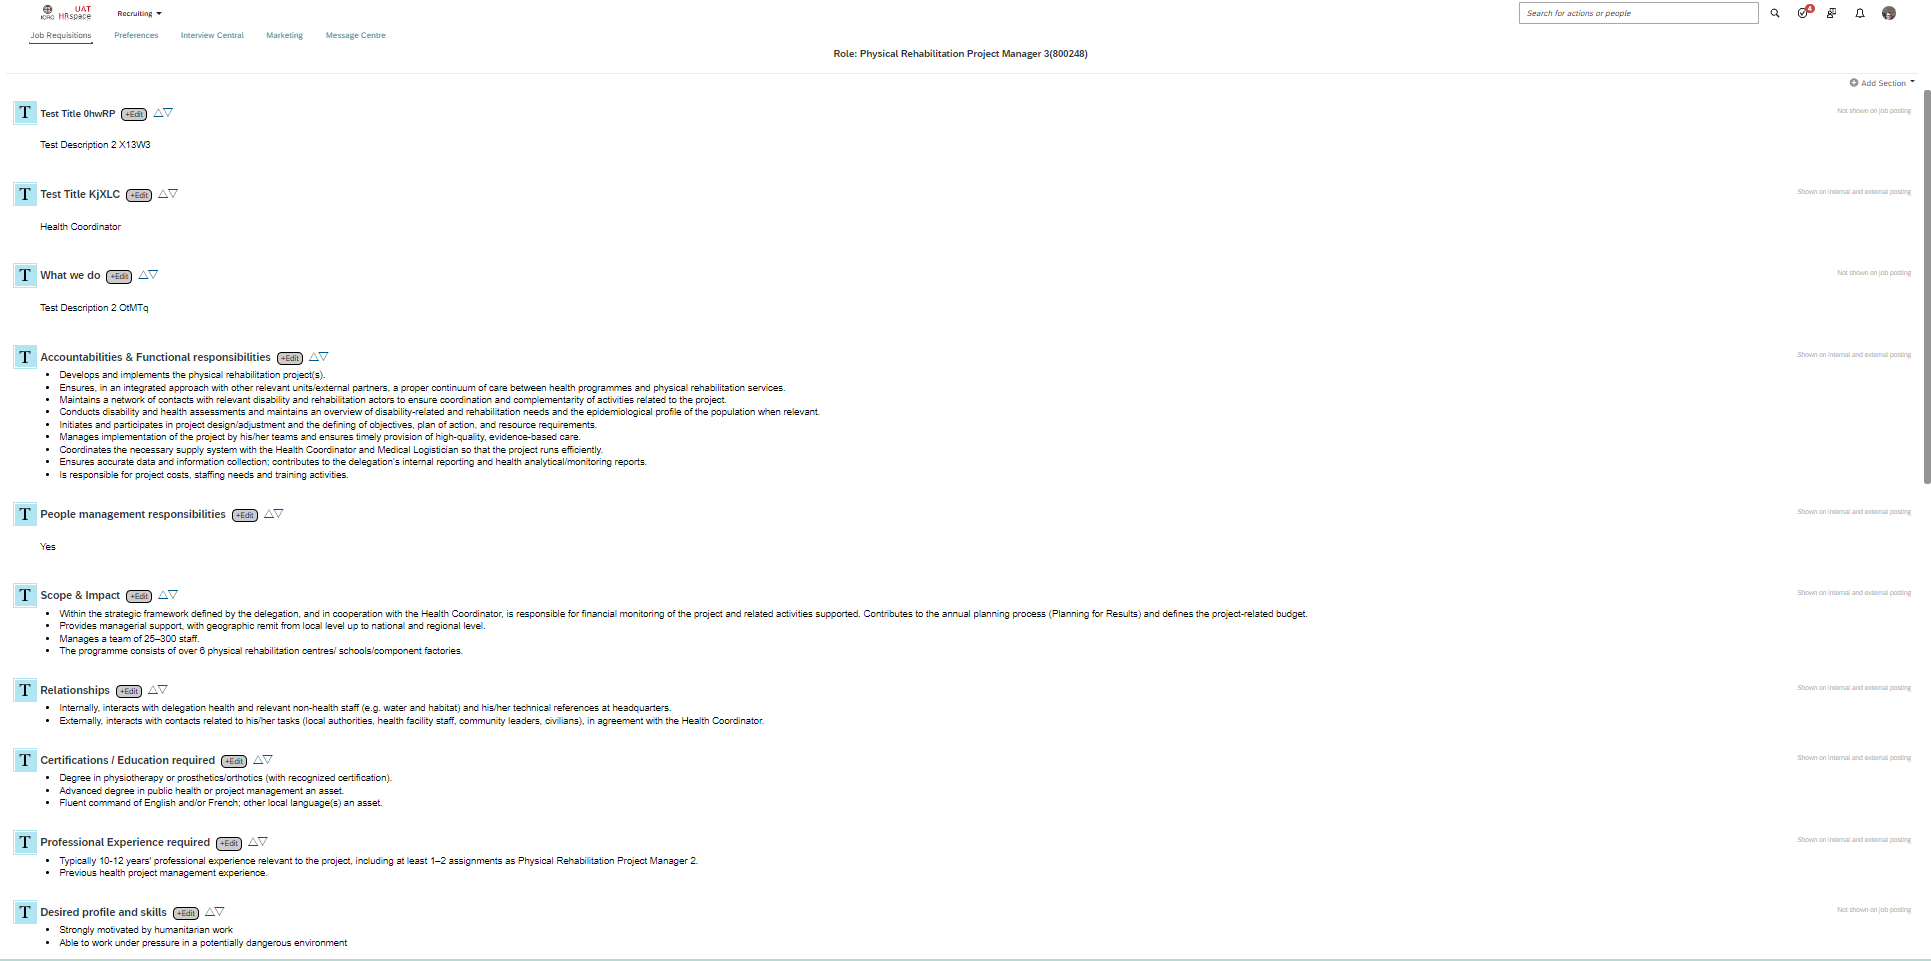 ICRC UAT HRspace
Recruiting
Search for actions or people
4
Job Requisitions Preferences Interview Central Marketing Message Centre
Role: Physical Rehabilitation Project Manager 3(800248)
Add Section
T Test Title 0hwRP +Edit Not shown on job posting
Test Description 2 X13W3
T Test Title KjXLC +Edit Shown on internal and external posting
Health Coordinator
T What we do +Edit Not shown on job posting
Test Description 2 OtMTq
T Accountabilities & Functional responsibilities +Edit Shown on internal and external posting
• Develops and implements the physical rehabilitation project(s).
• Ensures, in an integrated approach with other relevant units/external partners, a proper continuum of care between health programmes and physical rehabilitation services.
• Maintains a network of contacts with relevant disability and rehabilitation actors to ensure coordination and complementarity of activities related to the project.
• Conducts disability and health assessments and maintains an overview of disability-related and rehabilitation needs and the epidemiological profile of the population when relevant.
• Initiates and participates in project design/adjustment and the defining of objectives, plan of action, and resource requirements.
• Manages implementation of the project by his/her teams and ensures timely provision of high-quality, evidence-based care.
• Coordinates the necessary supply system with the Health Coordinator and Medical Logistician so that the project runs efficiently.
• Ensures accurate data and information collection; contributes to the delegation's internal reporting and health analytical/monitoring reports.
• Is responsible for project costs, staffing needs and training activities.
T People management responsibilities +Edit Shown on internal and external posting
Yes
T Scope & Impact +Edit Shown on internal and external posting
• Within the strategic framework defined by the delegation, and in cooperation with the Health Coordinator, is responsible for financial monitoring of the project and related activities supported. Contributes to the annual planning process (Planning for Results) and defines the project-related budget.
• Provides managerial support, with geographic remit from local level up to national and regional level.
• Manages a team of 25–300 staff.
• The programme consists of over 6 physical rehabilitation centres/ schools/component factories.
T Relationships +Edit Shown on internal and external posting
• Internally, interacts with delegation health and relevant non-health staff (e.g. water and habitat) and his/her technical references at headquarters.
• Externally, interacts with contacts related to his/her tasks (local authorities, health facility staff, community leaders, civilians), in agreement with the Health Coordinator.
T Certifications / Education required +Edit Shown on internal and external posting
• Degree in physiotherapy or prosthetics/orthotics (with recognized certification).
• Advanced degree in public health or project management an asset.
• Fluent command of English and/or French; other local language(s) an asset.
T Professional Experience required +Edit Shown on internal and external posting
• Typically 10-12 years' professional experience relevant to the project, including at least 1–2 assignments as Physical Rehabilitation Project Manager 2.
• Previous health project management experience.
T Desired profile and skills +Edit Not shown on job posting
• Strongly motivated by humanitarian work
• Able to work under pressure in a potentially dangerous environment